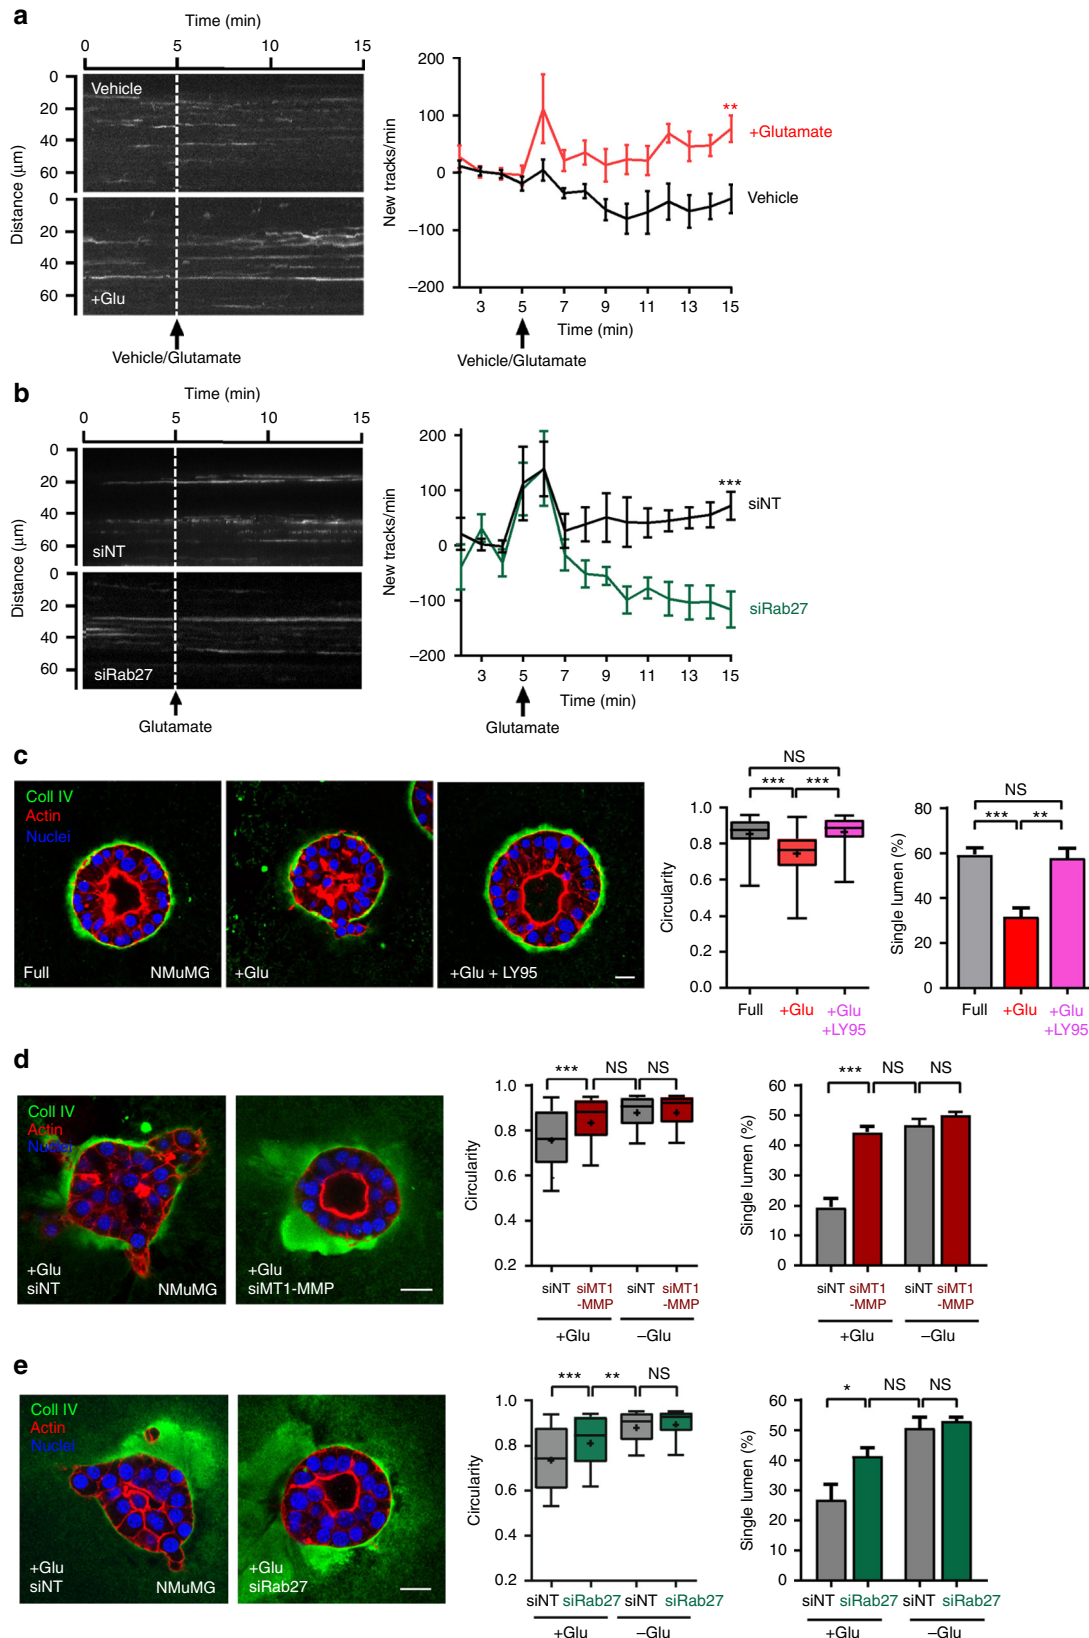 a
Time (min)
0 5 10 15
0
20
40
60
0
20
40
60
Distance (μm)
Vehicle
+Glu
Vehicle/Glutamate
200
100
0
−100
−200
New tracks/min
**
+Glutamate
Vehicle
3 5 7 9 11 13 15
Time (min)
Vehicle/Glutamate
b
Time (min)
0 5 10 15
0
20
40
60
0
20
40
60
Distance (μm)
siNT
siRab27
Glutamate
200
100
0
−100
−200
New tracks/min
***
siNT
siRab27
3 5 7 9 11 13 15
Time (min)
Glutamate
c
Coll IV
Actin
Nuclei
Full NMuMG
+Glu
+Glu + LY95
NS
*** ***
1.0
0.8
0.6
0.4
0.2
0.0
Circularity
Full +Glu +Glu
+LY95
NS
*** **
80
60
40
20
0
Single lumen (%)
Full +Glu +Glu
+LY95
d
Coll IV
Actin
Nuclei
+Glu
siNT NMuMG
+Glu
siMT1-MMP
*** NS NS
1.0
0.8
0.6
0.4
0.2
Circularity
siNT siMT1 siNT siMT1
-MMP -MMP
+Glu −Glu
*** NS NS
60
50
40
30
20
10
0
Single lumen (%)
siNT siMT1 siNT siMT1
-MMP -MMP
+Glu −Glu
e
Coll IV
Actin
Nuclei
+Glu
siNT NMuMG
+Glu
siRab27
*** ** NS
1.0
0.8
0.6
0.4
0.2
Circularity
siNT siRab27 siNT siRab27
+Glu −Glu
* NS NS
60
50
40
30
20
10
0
Single lumen (%)
siNT siRab27 siNT siRab27
+Glu −Glu